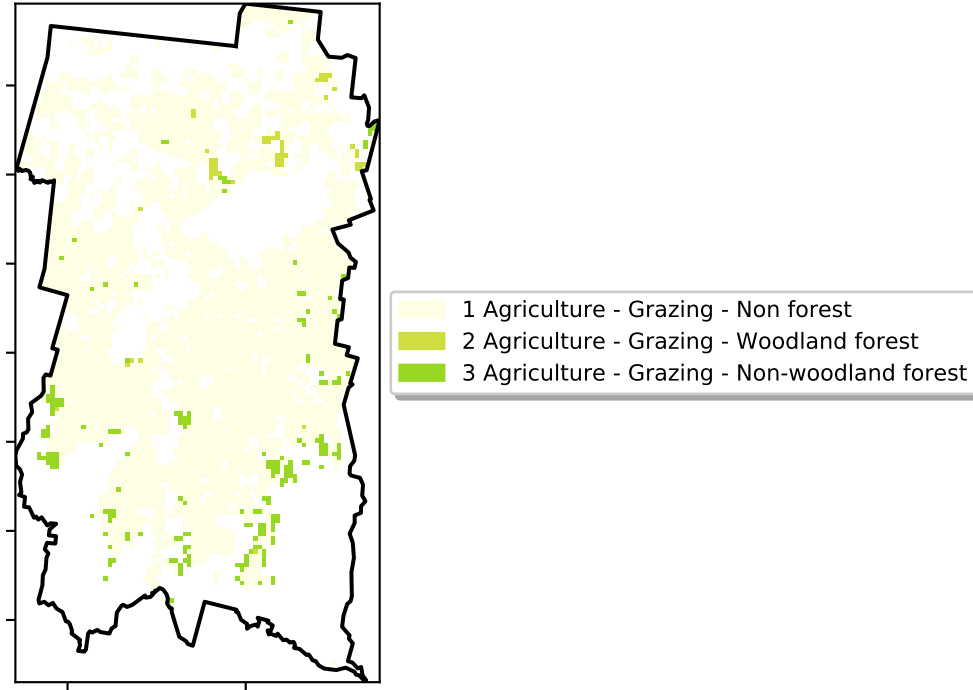 1 Agriculture - Grazing - Non forest
2 Agriculture - Grazing - Woodland forest
3 Agriculture - Grazing - Non-woodland forest